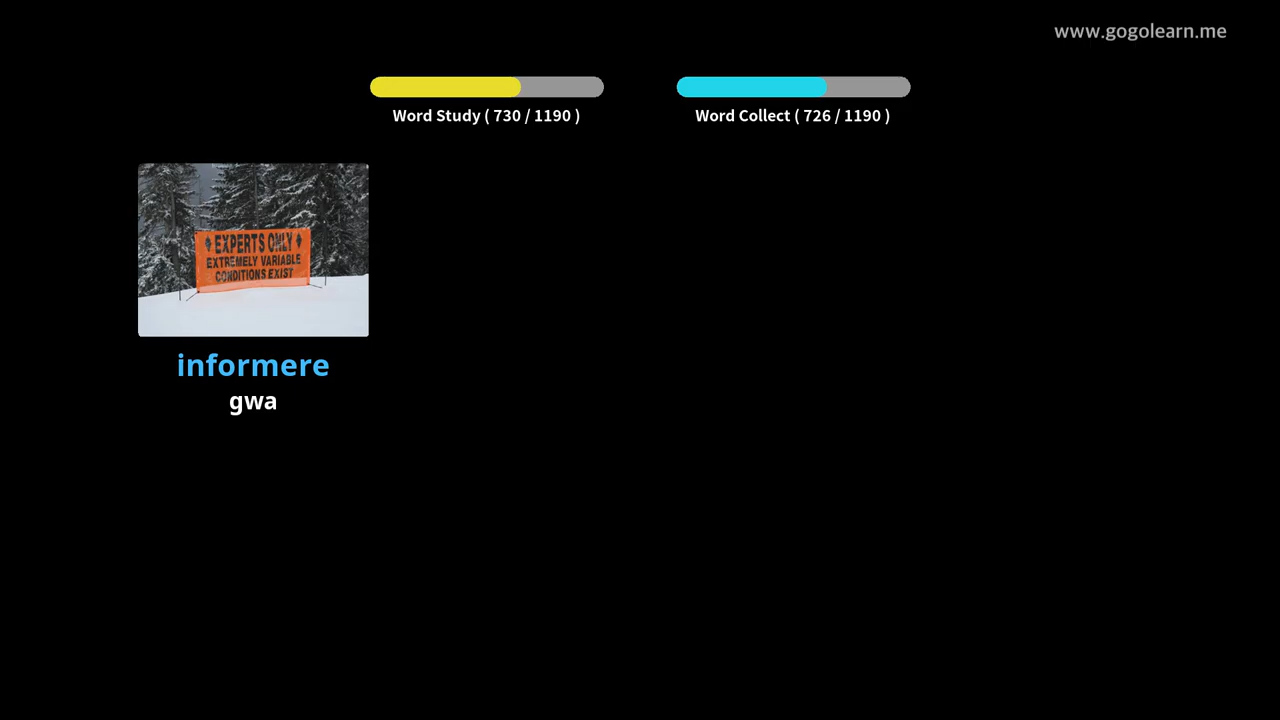 www.gogolearn.me
Word Study ( 730 / 1190 )
Word Collect ( 726 / 1190 )
EXPERTS ONLY
EXTREMELY VARIABLE
CONDITIONS EXIST
informere
gwa